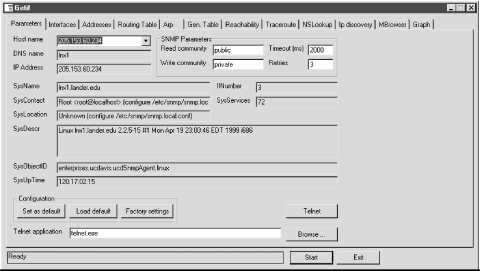 Getif
Parameters Interfaces Addresses Routing Table Arp Gen. Table Reachability Traceroute NSLookup Ip discovery MBrowser Graph
Host name 205.153.60.234
DNS name lnx1
IP Address 205.153.60.234
SNMP Parameters
Read community public Timeout (ms) 2000
Write community private Retries 3
SysName lnx1.lander.edu IfNumber 3
SysContact Root <root@localhost> (configure /etc/snmp/snmp.loc SysServices 72
SysLocation Unknown (configure /etc/snmp/snmp.local.conf)
SysDescr Linux lnx1.lander.edu 2.2.5-15 #1 Mon Apr 19 23:00:46 EDT 1999 i686
SysObjectID enterprises.ucdavis.ucdSnmpAgent.linux
SysUpTime 120:17:02.15
Configuration
Set as default Load default Factory settings Telnet
Telnet application telnet.exe Browse ...
Ready Start Exit